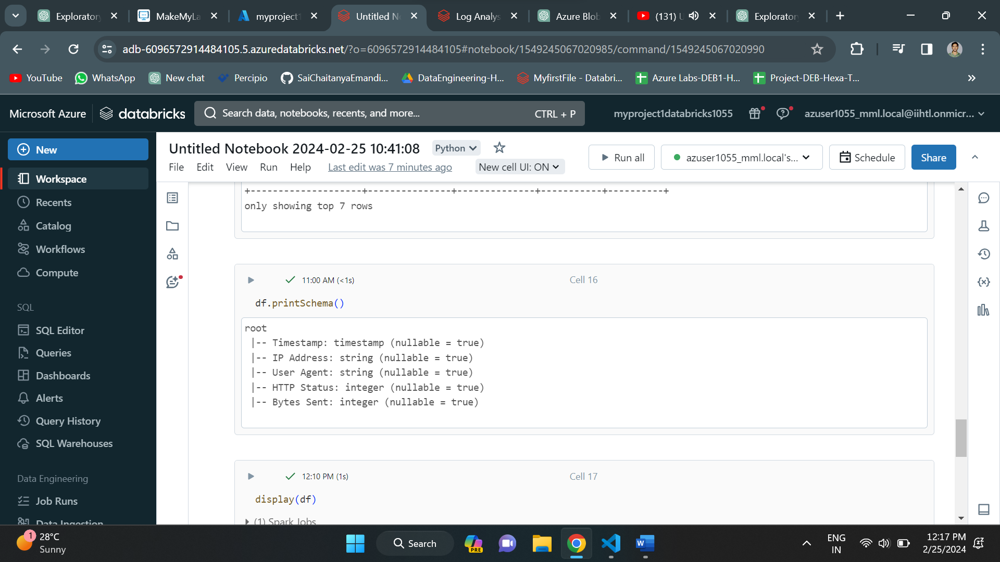 Exploratory
MakeMyLa
myproject1
Untitled No
Log Analys
Azure Blob
(131) U
Exploratory
adb-6096572914484105.5.azuredatabricks.net/?o=6096572914484105#notebook/1549245067020985/command/1549245067020990
YouTube
WhatsApp
New chat
Percipio
SaiChaitanyaEmandi...
DataEngineering-H...
MyfirstFile - Databri...
Azure Labs-DEB1-H...
Project-DEB-Hexa-T...
Microsoft Azure
databricks
Search data, notebooks, recents, and more...
CTRL + P
myproject1databricks1055
azuser1055_mml.local@iihtl.onmicr...
New
Workspace
Recents
Catalog
Workflows
Compute
SQL
SQL Editor
Queries
Dashboards
Alerts
Query History
SQL Warehouses
Data Engineering
Job Runs
Data Ingestion
Untitled Notebook 2024-02-25 10:41:08
Python
Run all
azuser1055_mml.local's...
Schedule
Share
File Edit View Run Help
Last edit was 7 minutes ago
New cell UI: ON
+--------------------+---------------+--------------+-----------+----------+
only showing top 7 rows
11:00 AM (<1s)
Cell 16
df.printSchema()
root
|-- Timestamp: timestamp (nullable = true)
|-- IP Address: string (nullable = true)
|-- User Agent: string (nullable = true)
|-- HTTP Status: integer (nullable = true)
|-- Bytes Sent: integer (nullable = true)
12:10 PM (1s)
Cell 17
display(df)
(1) Spark Jobs
1
28°C
Sunny
Search
PRE
W
ENG
IN
12:17 PM
2/25/2024